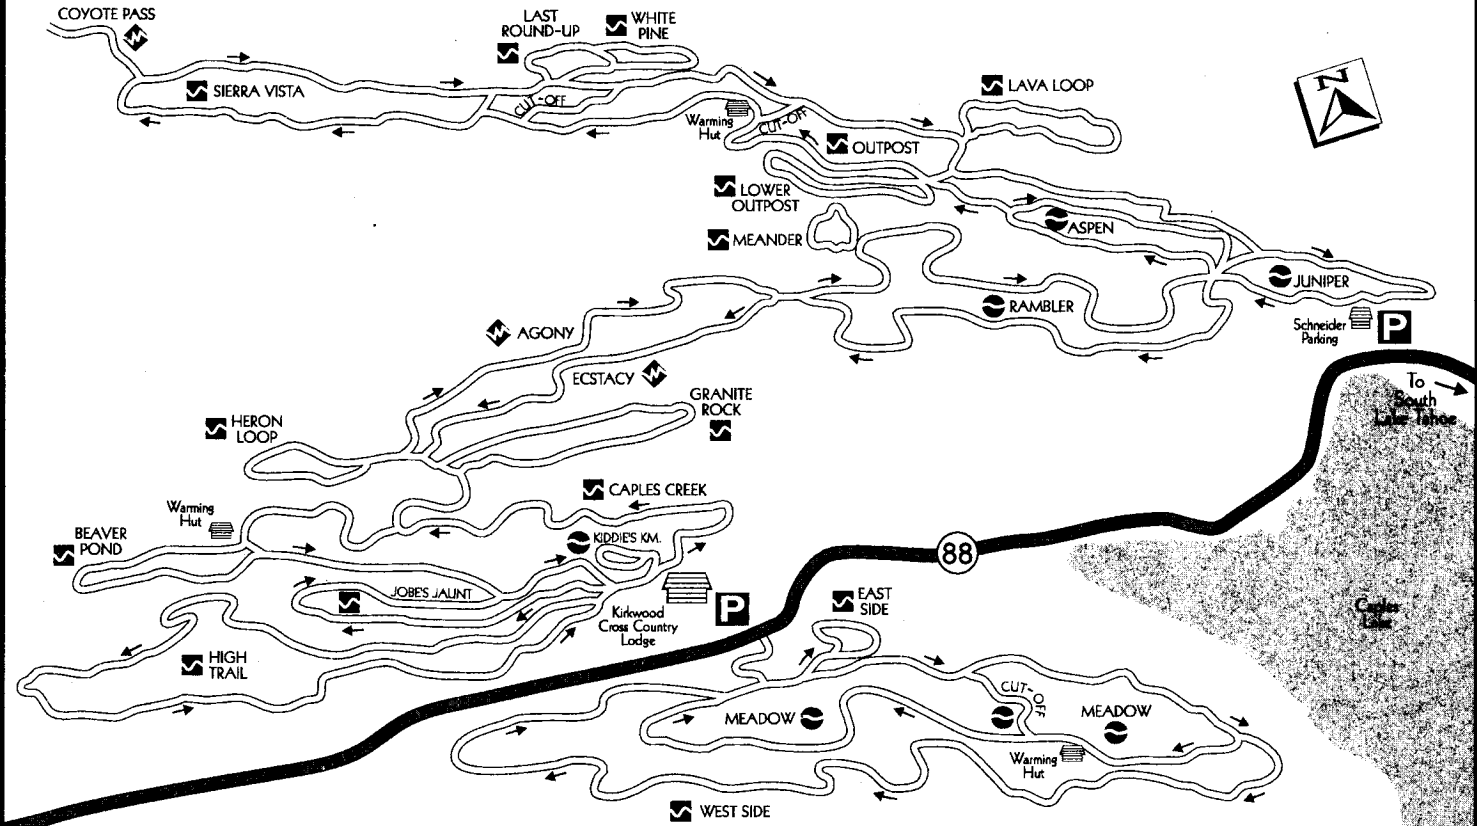 COYOTE PASS
LAST
ROUND-UP
WHITE
PINE
SIERRA VISTA
CUT-OFF
Warming
Hut
CUT-OFF
LAVA LOOP
N
OUTPOST
LOWER
OUTPOST
MEANDER
ASPEN
JUNIPER
RAMBLER
Schneider
Parking
P
AGONY
ECSTACY
GRANITE
ROCK
To
South
Lake Tahoe
HERON
LOOP
CAPLES CREEK
Warming
Hut
BEAVER
POND
KIDDIE'S KM.
88
JOBE'S JAUNT
Kirkwood
Cross Country
Lodge
P
EAST
SIDE
Caples
Lake
HIGH
TRAIL
CUT-OFF
MEADOW
MEADOW
Warming
Hut
WEST SIDE